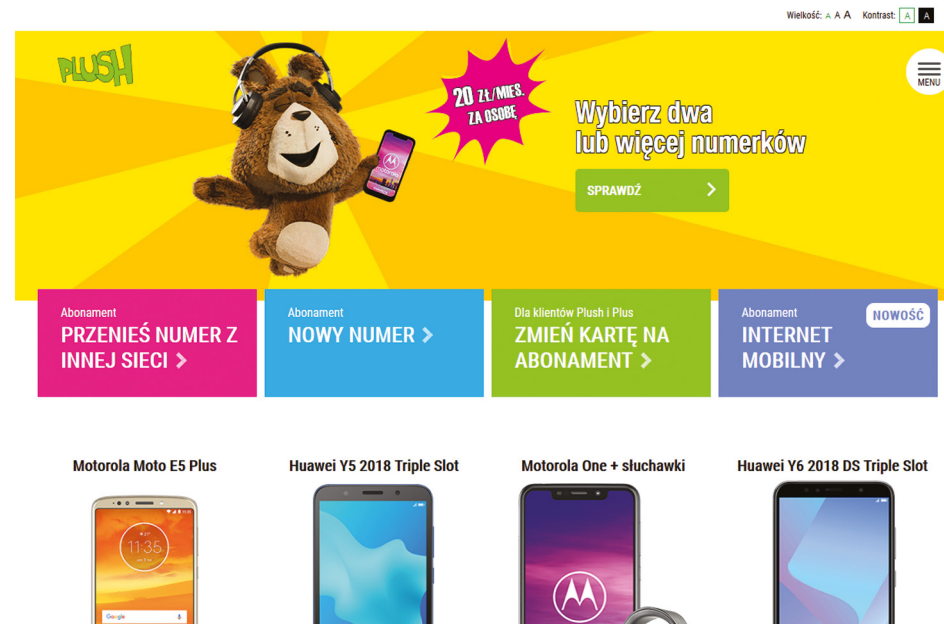 Wielkość: A A A Kontrast: A A
PLUSH
MENU
20 ZŁ/MIES.
ZA OSOBĘ
Wybierz dwa
lub więcej numerków
SPRAWDŹ
Abonament
PRZENIEŚ NUMER Z
INNEJ SIECI
Abonament
NOWY NUMER
Dla klientów Plush i Plus
ZMIEŃ KARTĘ NA
ABONAMENT
Abonament
NOWOŚĆ
INTERNET
MOBILNY
Motorola Moto E5 Plus
Huawei Y5 2018 Triple Slot
Motorola One + słuchawki
Huawei Y6 2018 DS Triple Slot
11:35
Google